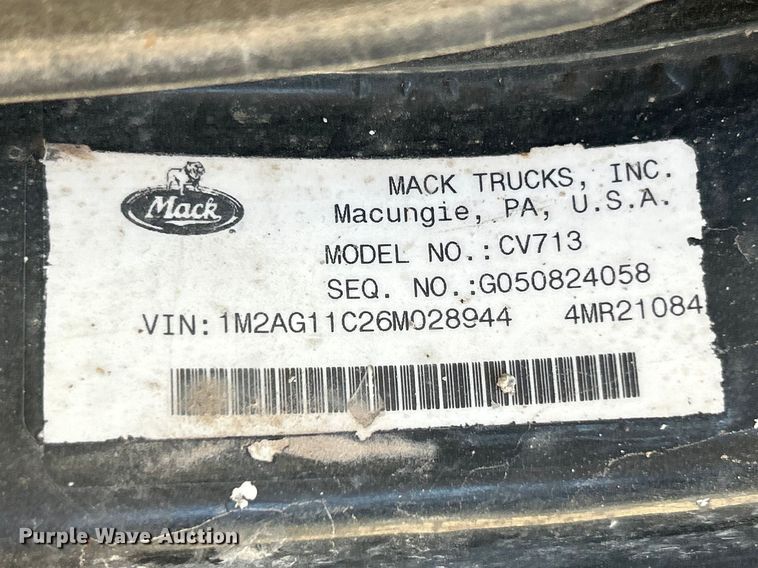 Mack
MACK TRUCKS, INC.
Macungie, PA, U.S.A.
MODEL NO.:CV713
SEQ. NO.:G050824058
VIN:1M2AG11C26M028944 4MR21084
Purple Wave Auction